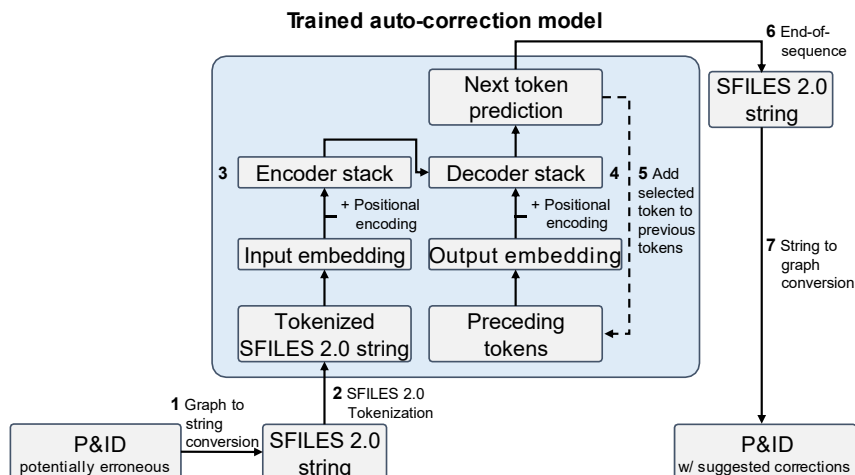 Trained auto-correction model
6 End-of-
sequence
Next token
prediction
SFILES 2.0
string
3
Encoder stack
Decoder stack
4
5 Add
selected
token to
previous
tokens
+ Positional
encoding
+ Positional
encoding
7 String to
graph
conversion
Input embedding
Output embedding
Tokenized
SFILES 2.0 string
Preceding
tokens
2 SFILES 2.0
Tokenization
1 Graph to
string
conversion
P&ID
potentially erroneous
SFILES 2.0
string
P&ID
w/ suggested corrections